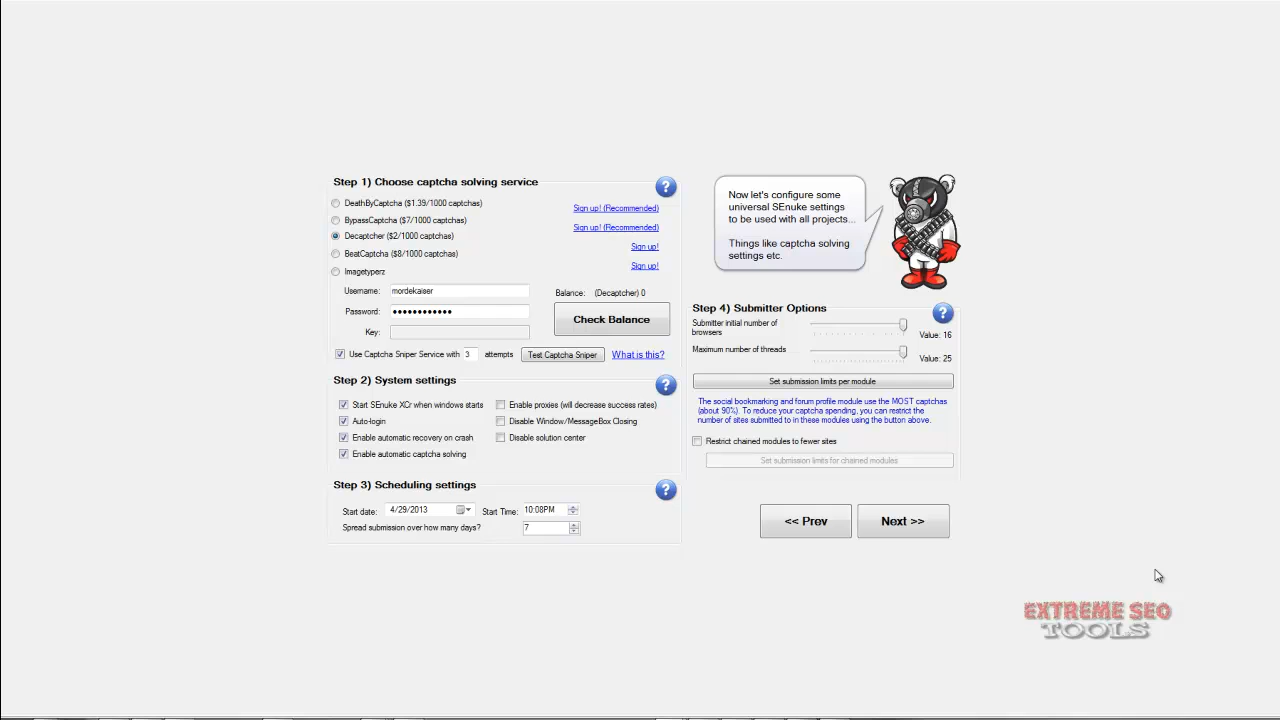 Step 1) Choose captcha solving service
DeathByCaptcha ($1.39/1000 captchas)
Sign up! (Recommended)
BypassCaptcha ($7/1000 captchas)
Sign up! (Recommended)
Decaptcher ($2/1000 captchas)
Sign up!
BeatCaptcha ($8/1000 captchas)
Sign up!
Imagetyperz
Username: mordekaiser
Balance: (Decaptcher) 0
Password: ●●●●●●●●●●●●
Check Balance
Key:
Use Captcha Sniper Service with 3 attempts Test Captcha Sniper What is this?
Step 2) System settings
Start SEnuke XCr when windows starts
Enable proxies (will decrease success rates)
Auto-login
Disable Window/MessageBox Closing
Enable automatic recovery on crash
Disable solution center
Enable automatic captcha solving
Step 3) Scheduling settings
Start date: 4/29/2013 Start Time: 10:08PM
Spread submission over how many days? 7
Now let's configure some
universal SEnuke settings
to be used with all projects...
Things like captcha solving
settings etc.
Step 4) Submitter Options
Submitter initial number of
browsers
Value: 16
Maximum number of threads
Value: 25
Set submission limits per module
The social bookmarking and forum profile module use the MOST captchas
(about 90%). To reduce your captcha spending, you can restrict the
number of sites submitted to in these modules using the button above.
Restrict chained modules to fewer sites
Set submission limits for chained modules
<< Prev
Next >>
EXTREME SEO
TOOLS